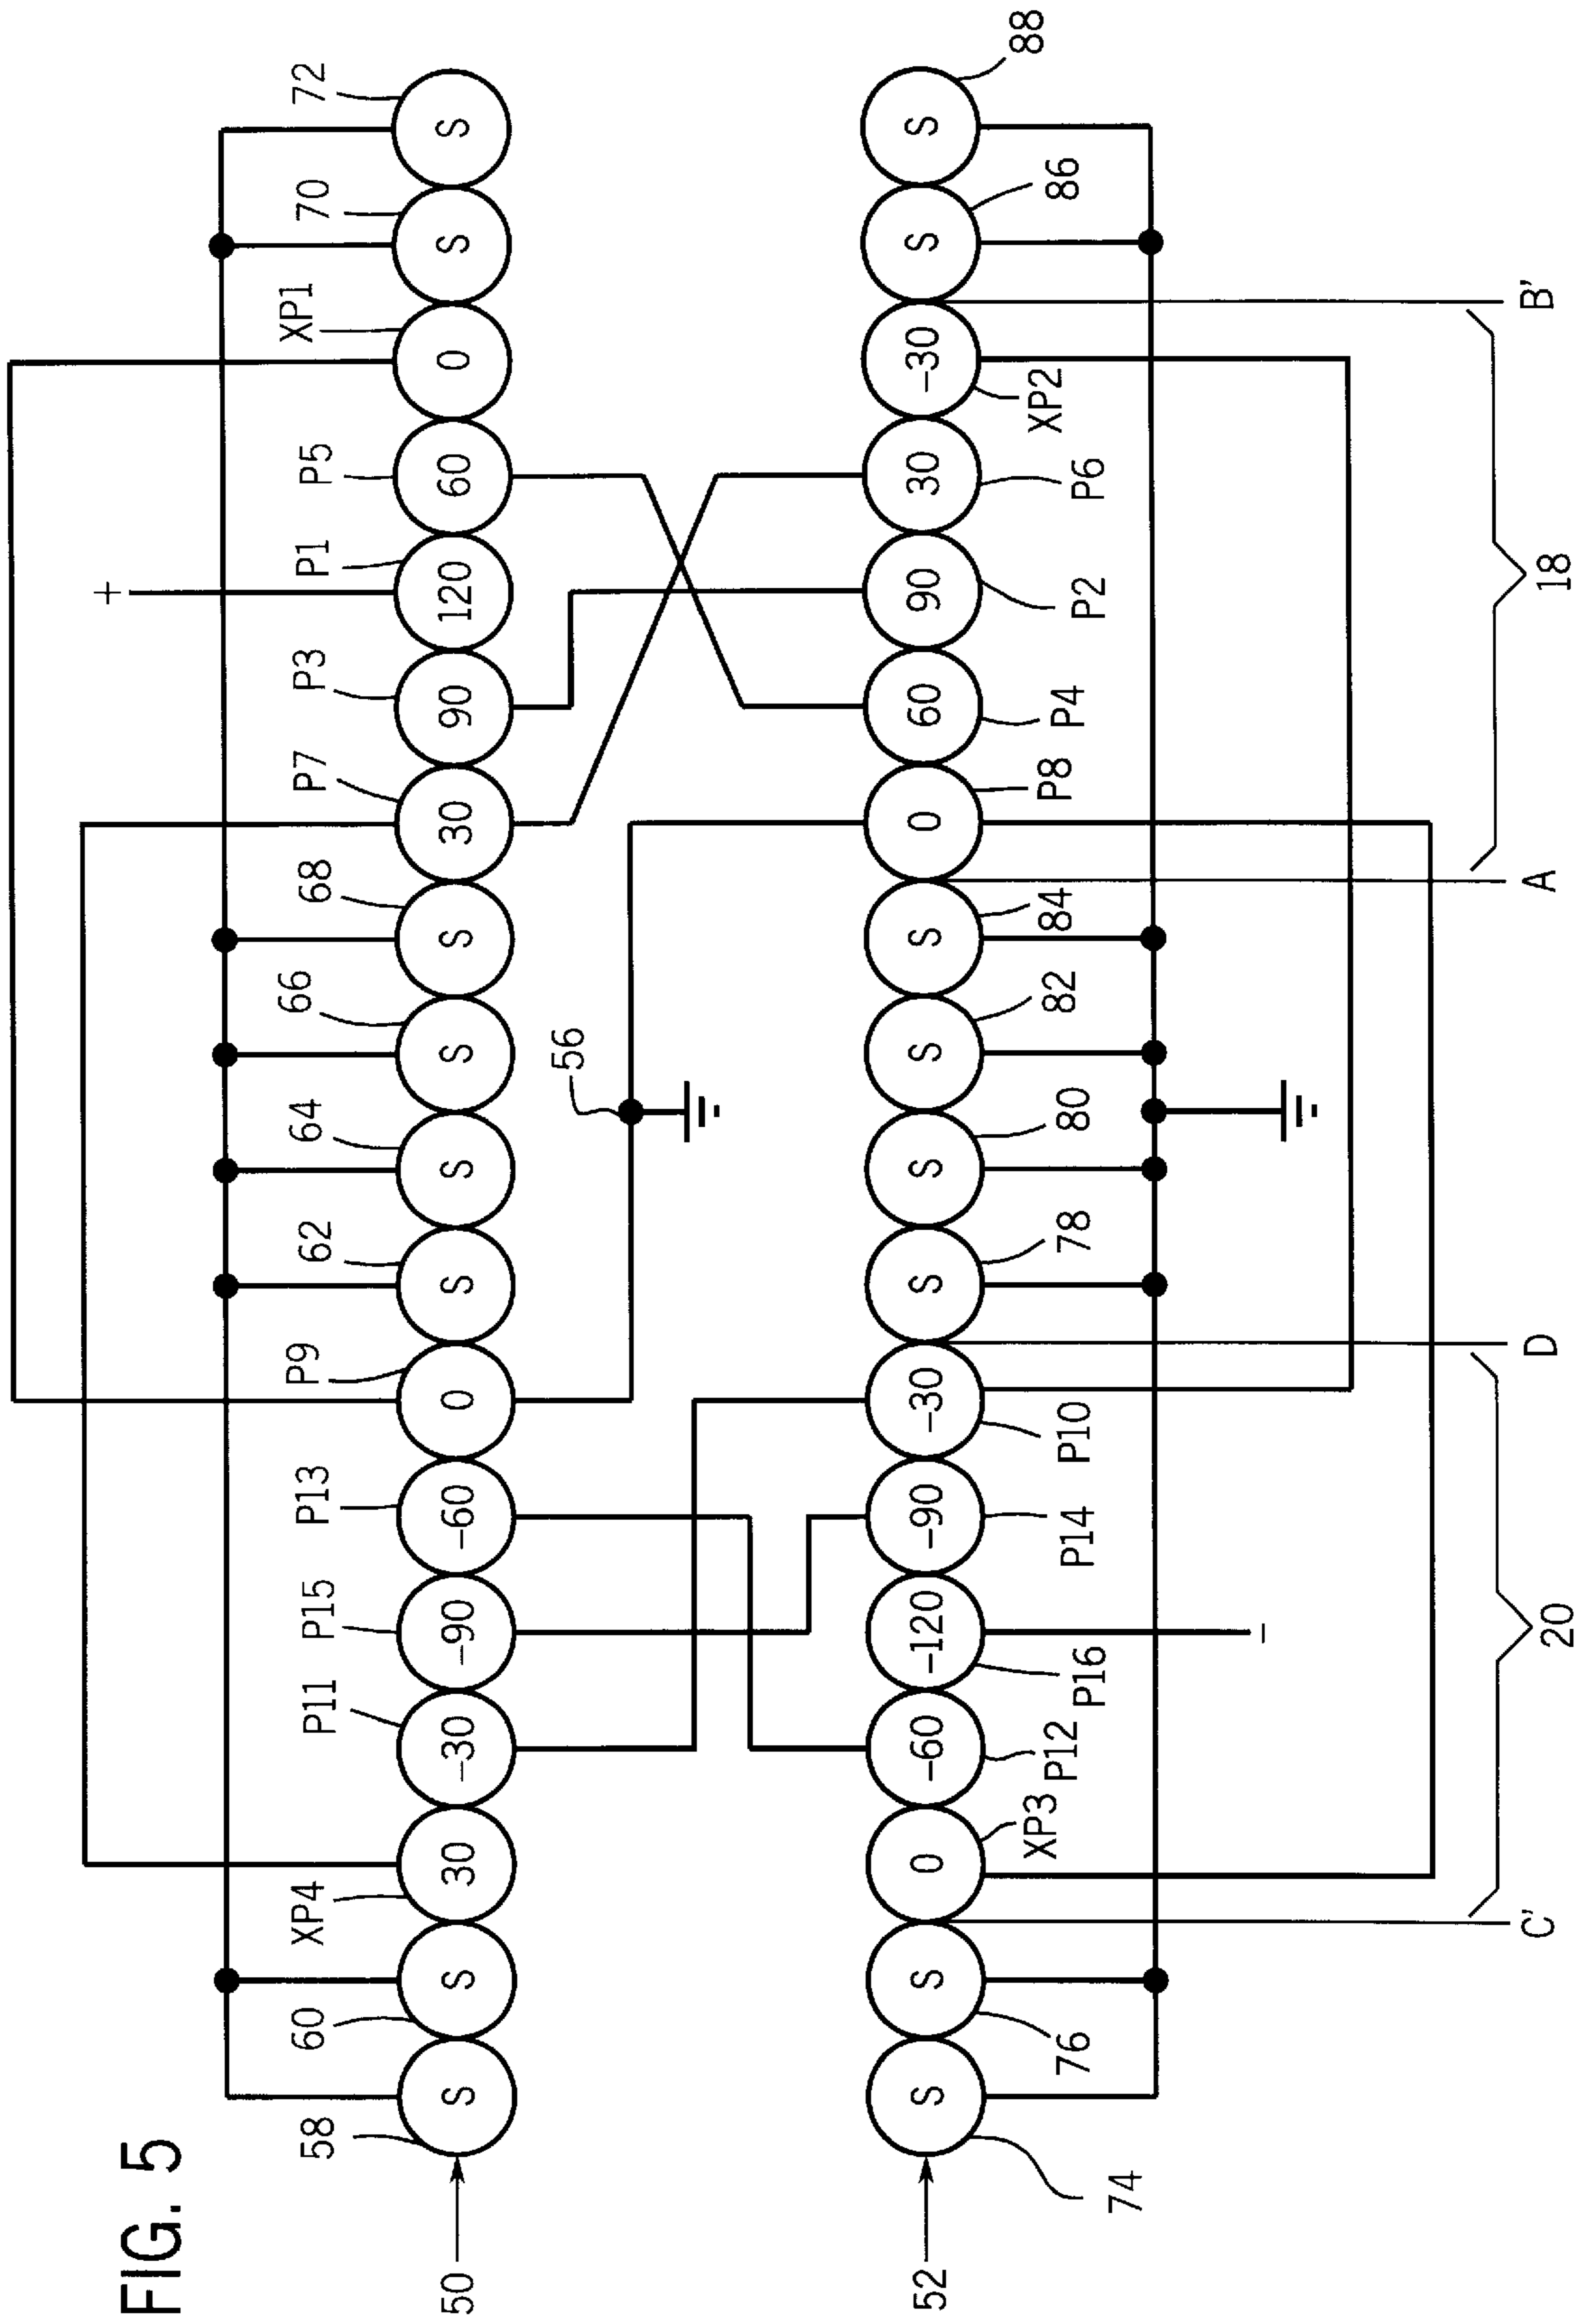 FIG. 5
58 60 XP4 P11 P15 P13 P9 62 64 66 68 P7 P3 P1 P5 XP1 70 72
+
50 S S 30 −30 −90 −60 0 S S S S 30 90 120 60 0 S S
56
52 S S 0 −60 −120 −90 −30 S S S S 0 60 90 30 −30 S S
74 76 XP3 P12 P16 P14 P10 78 80 82 84 P8 P4 P2 P6 XP2 86 88
−
C' D A B'
20 18